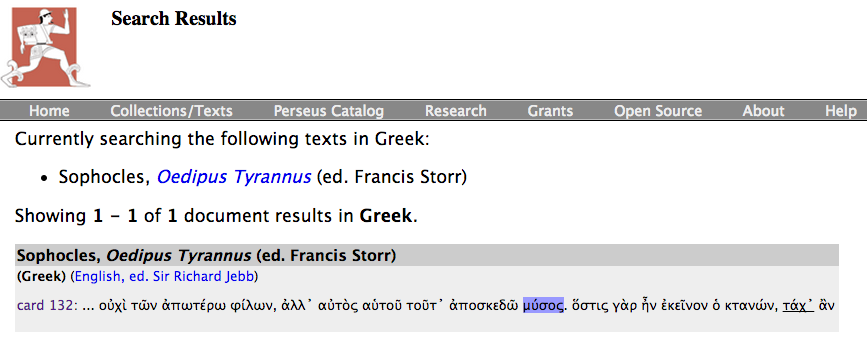 Search Results
Home Collections/Texts Perseus Catalog Research Grants Open Source About Help
Currently searching the following texts in Greek:
• Sophocles, Oedipus Tyrannus (ed. Francis Storr)
Showing 1 - 1 of 1 document results in Greek.
Sophocles, Oedipus Tyrannus (ed. Francis Storr)
(Greek) (English, ed. Sir Richard Jebb)
card 132: ... οὐχὶ τῶν ἀπωτέρω φίλων, ἀλλ᾽ αὐτὸς αὑτοῦ τοῦτ᾽ ἀποσκεδῶ μύσος. ὅστις γὰρ ἦν ἐκεῖνον ὁ κτανών, τάχ᾽ ἂν